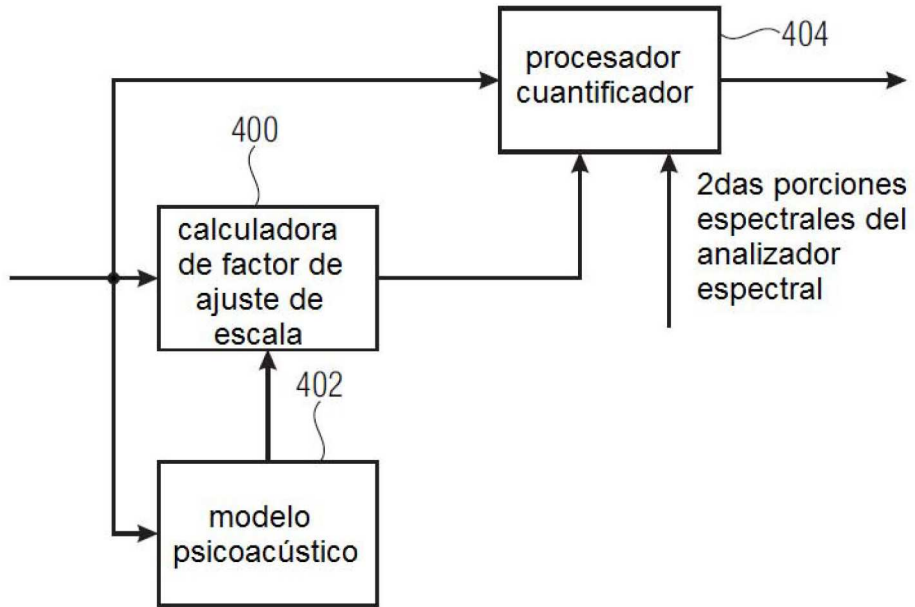 404
procesador
cuantificador
400
2das porciones
espectrales del
analizador
espectral
calculadora
de factor de
ajuste de
escala
402
modelo
psicoacústico